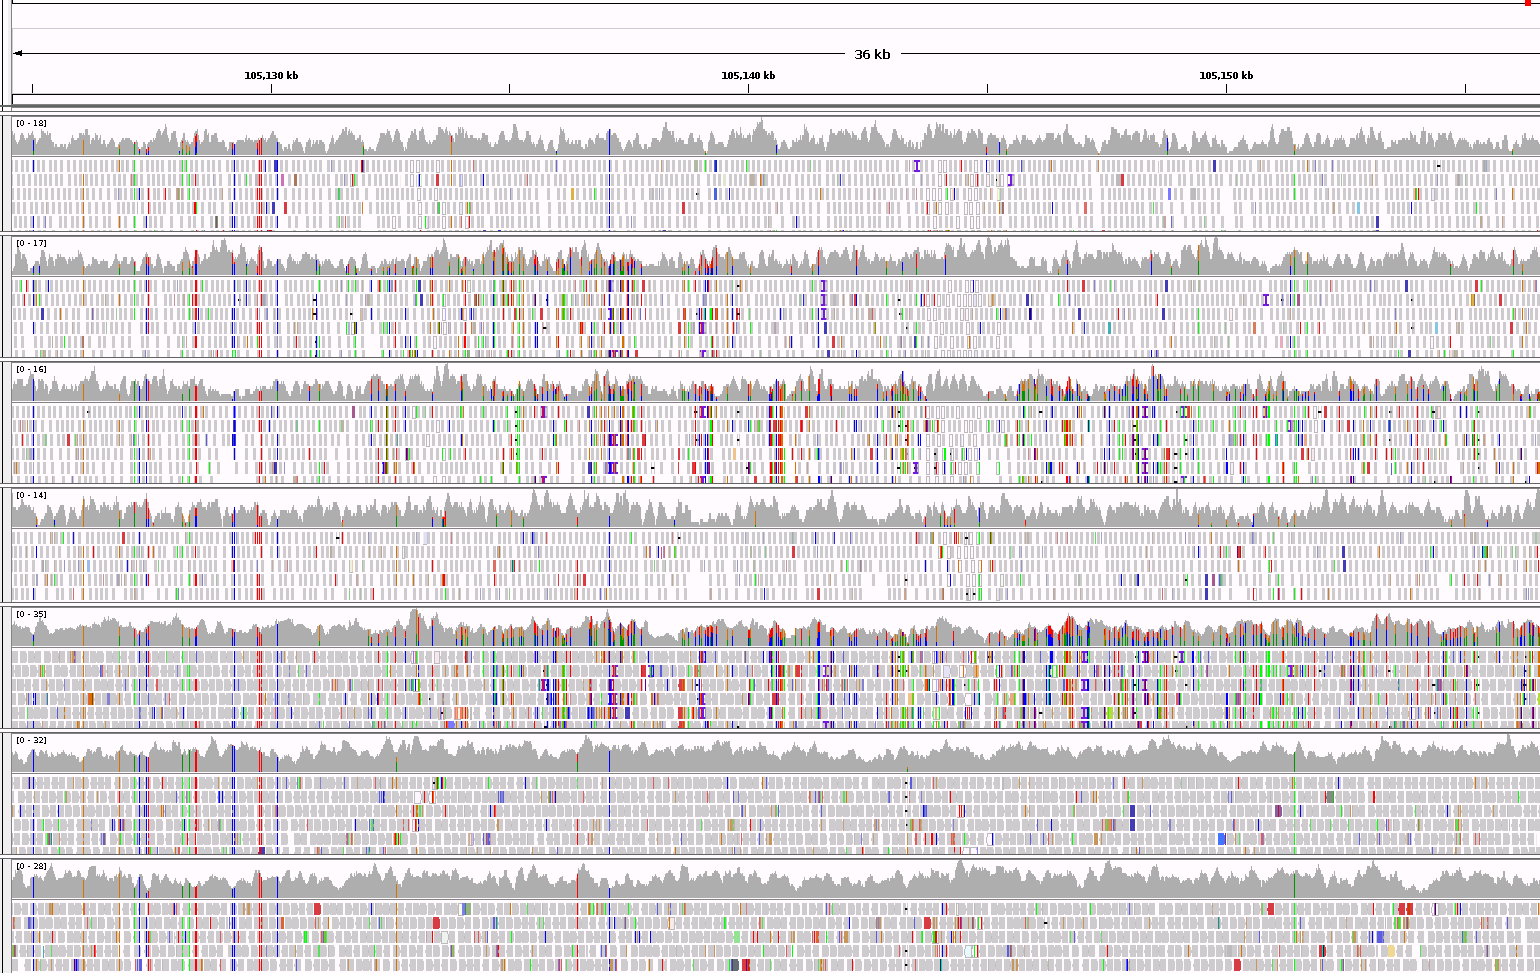 36 kb
105,130 kb 105,140 kb 105,150 kb
[0 - 18]
[0 - 17]
[0 - 16]
[0 - 14]
[0 - 35]
[0 - 32]
[0 - 28]